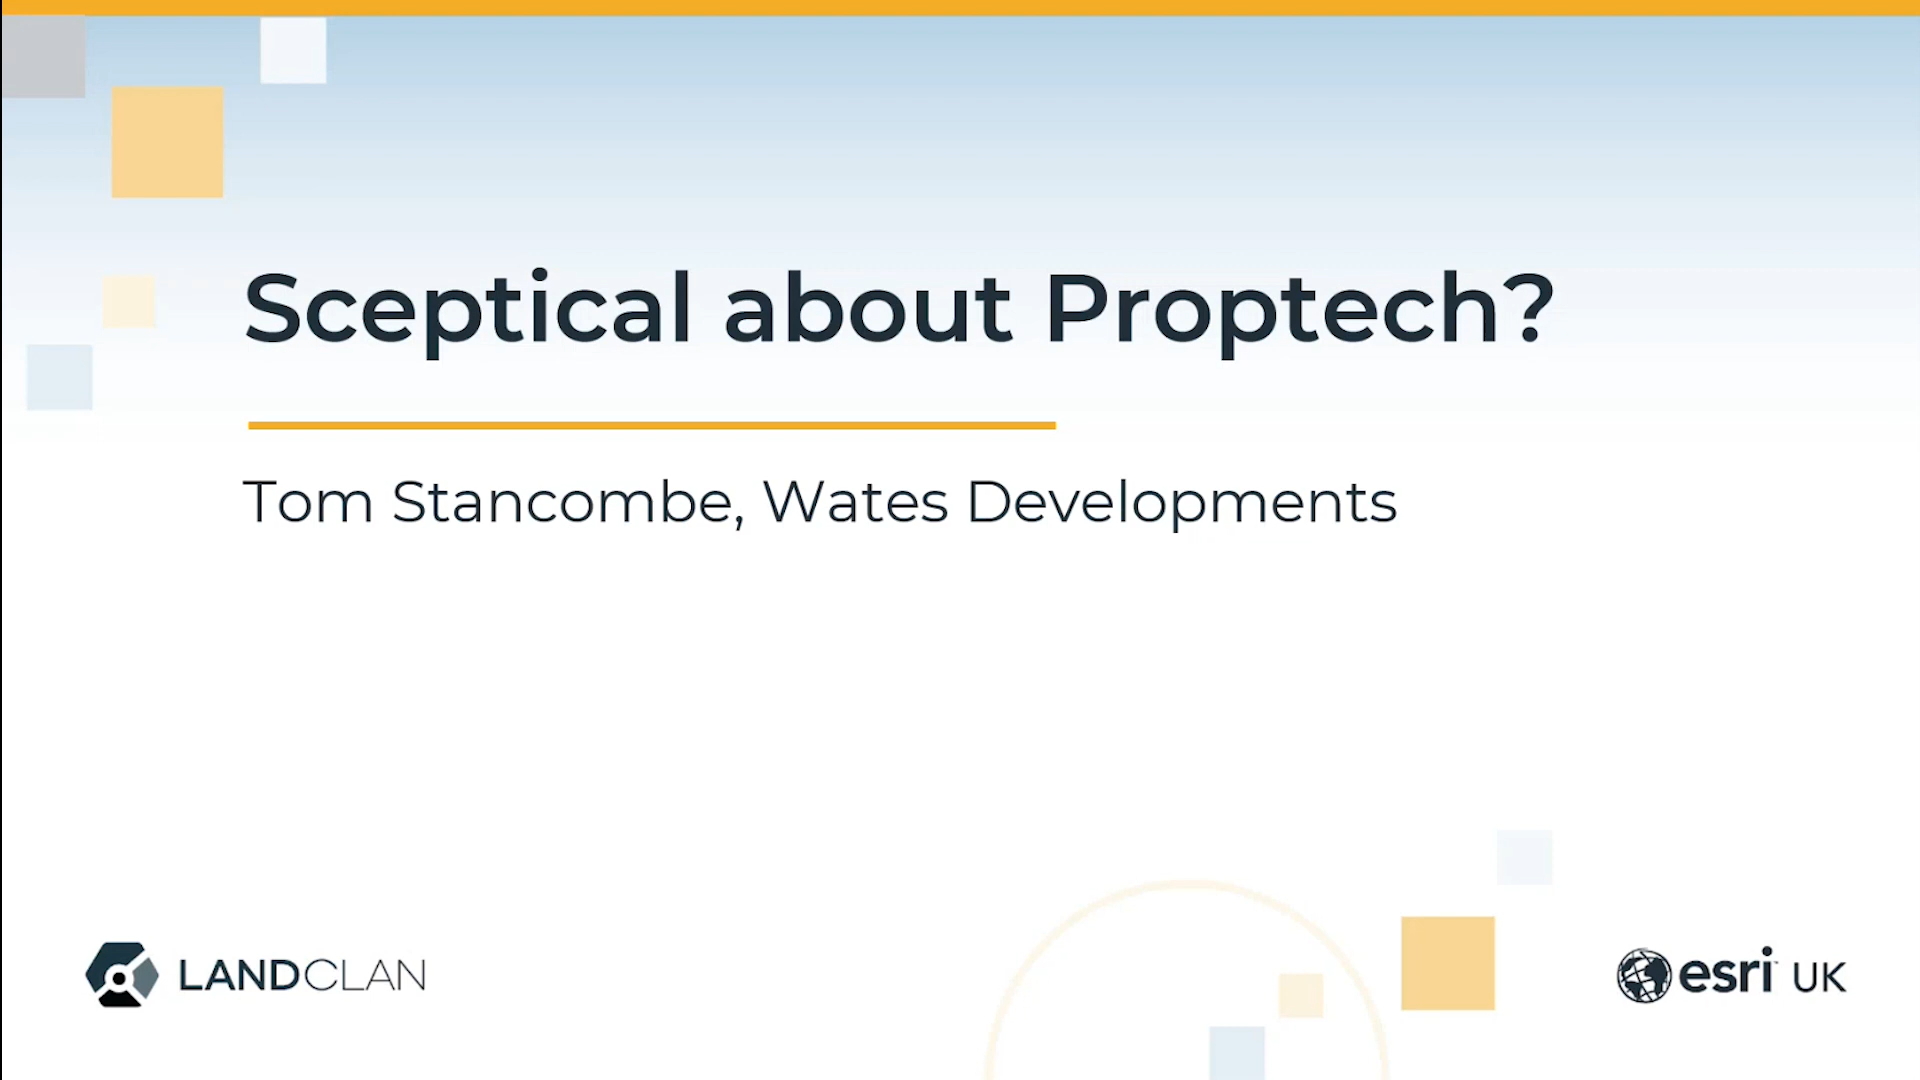 Sceptical about Proptech?
Tom Stancombe, Wates Developments
LANDCLAN
esri UK